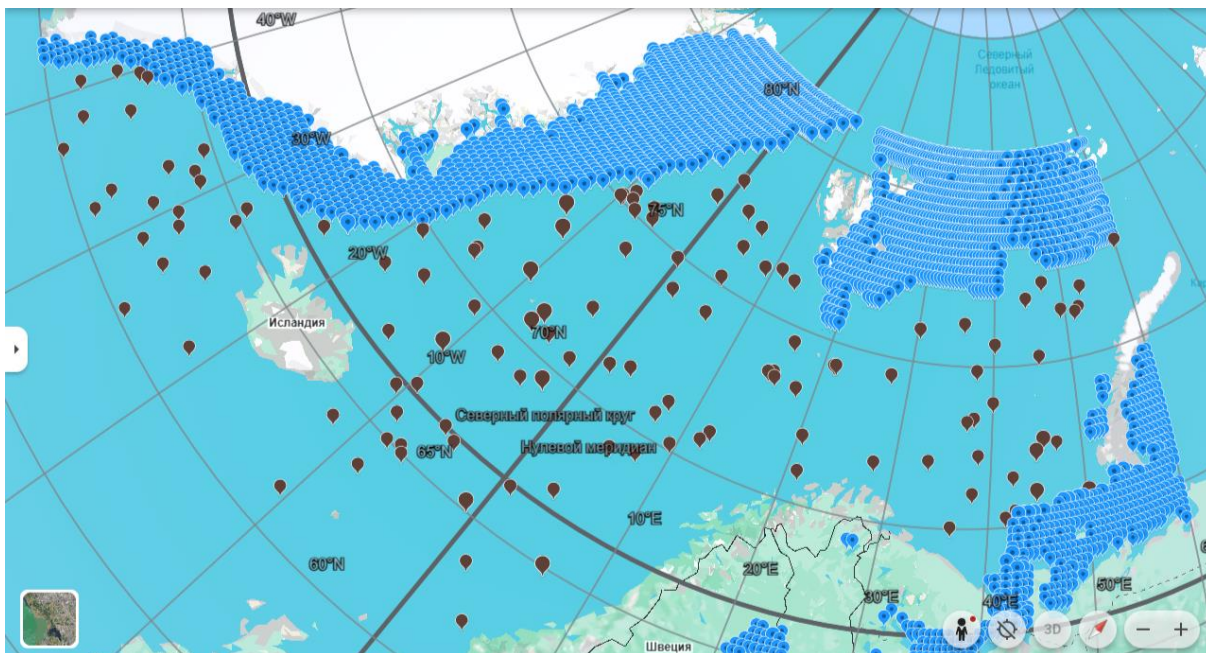 40°W
Северный
Ледовитый
океан
80°N
30°W
75°N
20°W
Исландия
70°N
10°W
Северный полярный круг
65°N
Нулевой меридиан
10°E
60°N
20°E
50°E
30°E
40°E
3D
Швеция